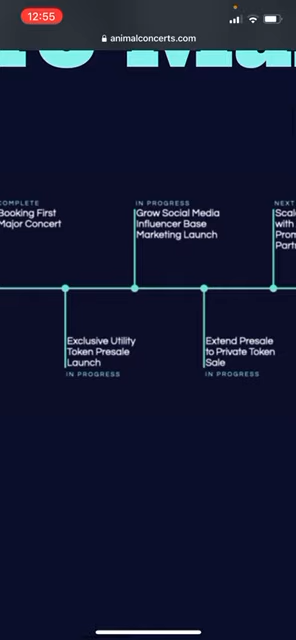 12:55
animalconcerts.com
COMPLETE
Booking First
Major Concert
IN PROGRESS
Grow Social Media
Influencer Base
Marketing Launch
NEXT
with
Exclusive Utility
Token Presale
Launch
IN PROGRESS
Extend Presale
to Private Token
Sale
IN PROGRESS